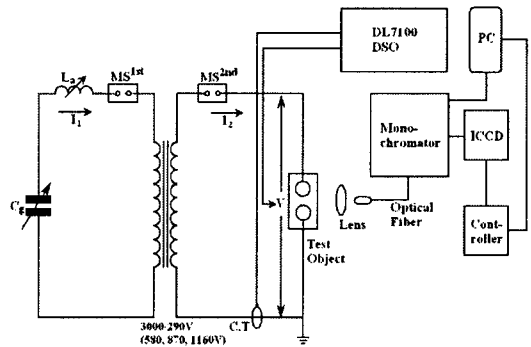 DL7100
DSO
PC
La
MS1st
MS2nd
I1
I2
Mono-
chromator
ICCD
Cg
V
Lens
Optical
Fiber
Cont-
roller
Test
Object
C.T
3000-290V
(580, 870, 1160V)